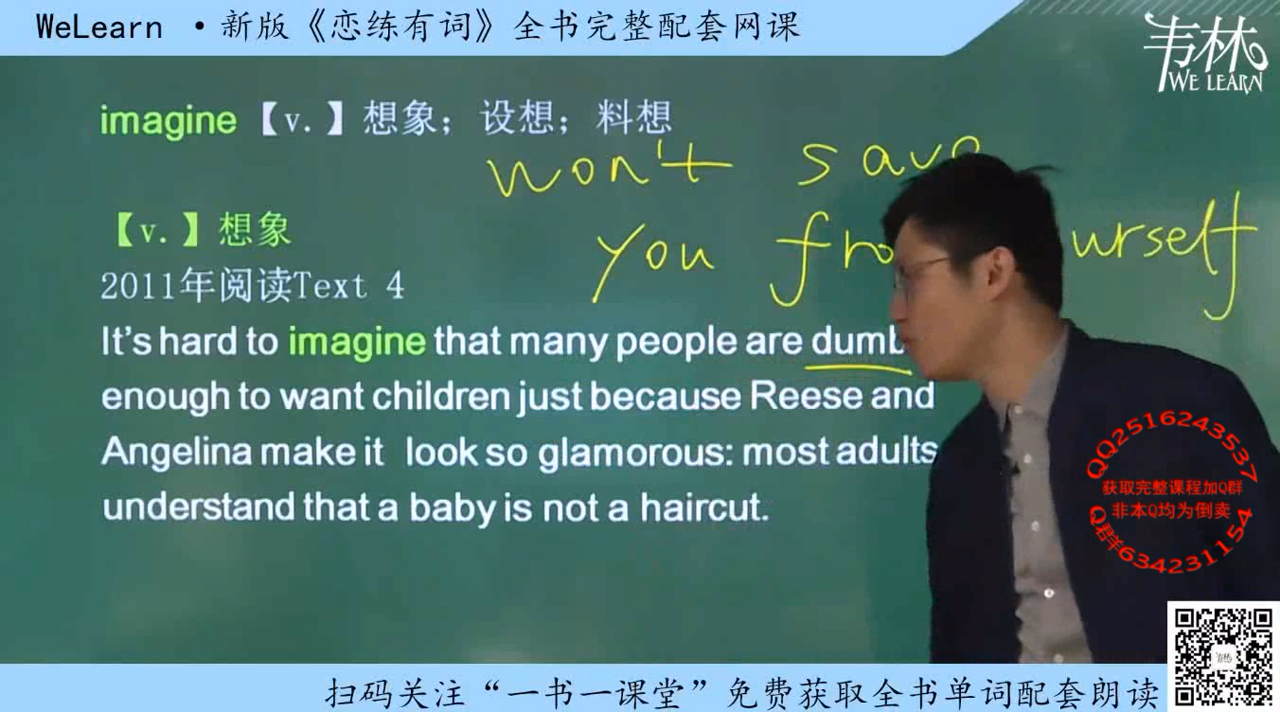 WeLearn ·新版《恋练有词》全书完整配套网课
韦林
WE LEARN
imagine【v.】想象；设想；料想
won't save
you from urself
【v.】想象
2011年阅读Text 4
It's hard to imagine that many people are dumb
enough to want children just because Reese and
Angelina make it look so glamorous: most adults
understand that a baby is not a haircut.
QQ2516243537
获取完整课程加Q群
非本Q均为倒卖
Q群634231154
扫码关注“一书一课堂”免费获取全书单词配套朗读